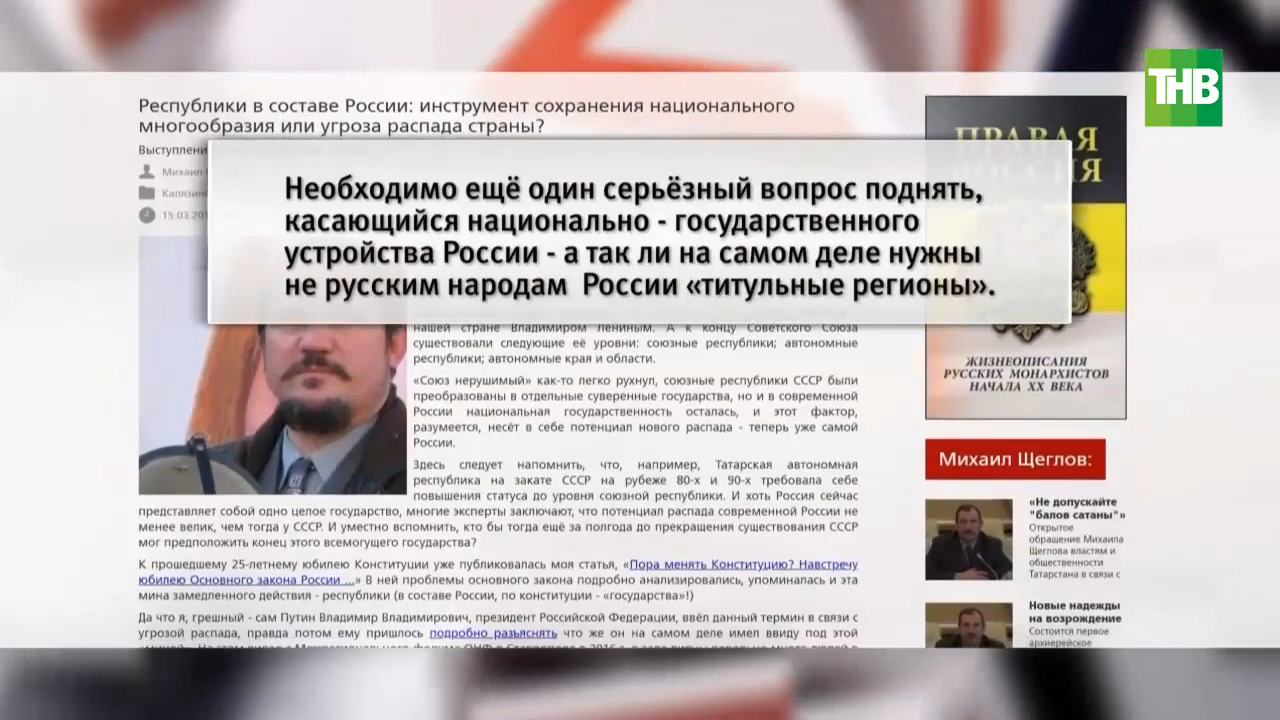 ТНВ
Республики в составе России: инструмент сохранения национального
многообразия или угроза распада страны?
Выступлени
Михаил
15.03.20
Необходимо ещё один серьёзный вопрос поднять,
касающийся национально - государственного
устройства России - а так ли на самом деле нужны
не русским народам России «титульные регионы».
нашей стране Владимиром Лениным. А к концу Советского Союза
существовали следующие её уровни: союзные республики; автономные
республики; автономные края и области.
«Союз нерушимый» как-то легко рухнул, союзные республики СССР были
преобразованы в отдельные суверенные государства, но и в современной
России национальная государственность осталась, и этот фактор,
разумеется, несёт в себе потенциал нового распада - теперь уже самой
России.
Здесь следует напомнить, что, например, Татарская автономная
республика на закате СССР на рубеже 80-х и 90-х требовала себе
повышения статуса до уровня союзной республики. И хоть Россия сейчас
представляет собой одно целое государство, многие эксперты заключают, что потенциал распада современной России не
менее велик, чем тогда у СССР. И уместно вспомнить, кто бы тогда ещё за полгода до прекращения существования СССР
мог предположить конец этого всемогущего государства?
К прошедшему 25-летнему юбилею Конституции уже публиковалась моя статья, «Пора менять Конституцию? Навстречу
юбилею Основного закона России ...» В ней проблемы основного закона подробно анализировались, упоминалась и эта
мина замедленного действия - республики (в составе России, по конституции - «государства»!)
Да что я, грешный - сам Путин Владимир Владимирович, президент Российской Федерации, ввёл данный термин в связи с
угрозой распада, правда потом ему пришлось подробно разъяснять что же он на самом деле имел ввиду под этой
ПРАВАЯ
РОССИЯ
ЖИЗНЕОПИСАНИЯ
РУССКИХ МОНАРХИСТОВ
НАЧАЛА ХХ ВЕКА
Михаил Щеглов:
«Не допускайте
"балов сатаны"»
Открытое
обращение Михаила
Щеглова властям и
общественности
Татарстана в связи с
Новые надежды
на возрождение
Состоится первое
архиерейское